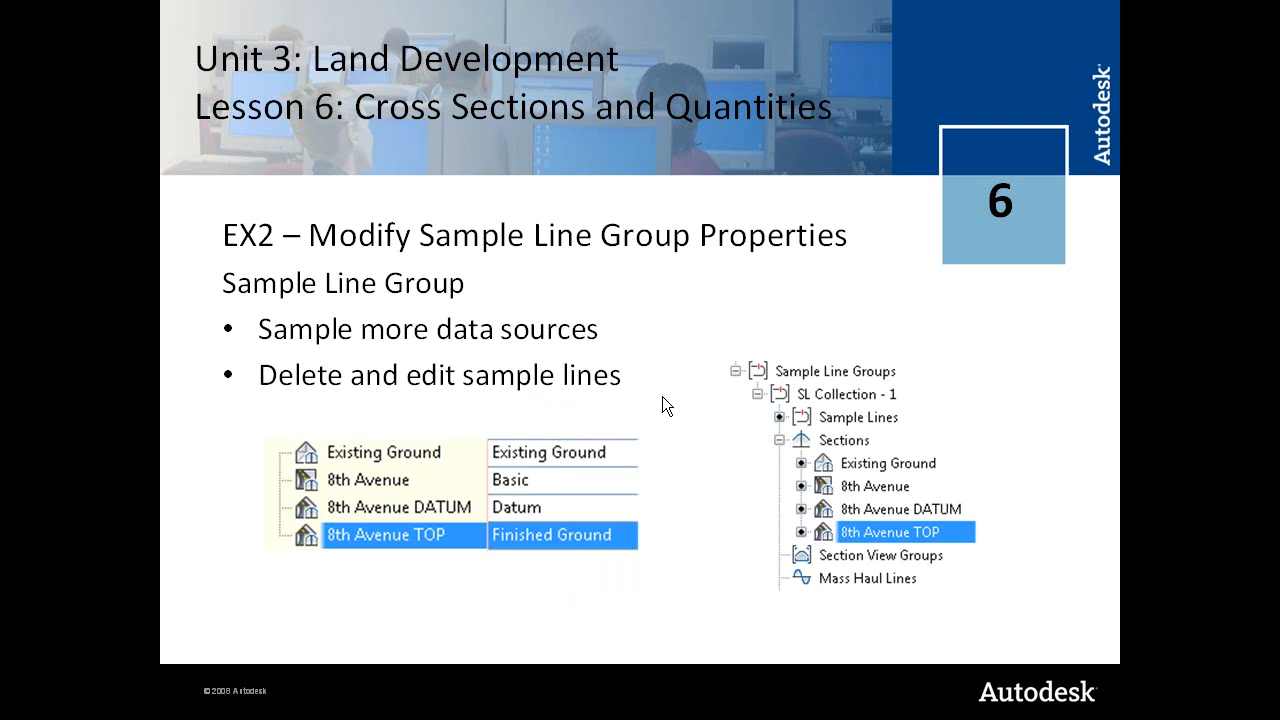 Unit 3: Land Development
Lesson 6: Cross Sections and Quantities
Autodesk
6
EX2 – Modify Sample Line Group Properties
Sample Line Group
• Sample more data sources
• Delete and edit sample lines
Existing Ground Existing Ground
8th Avenue Basic
8th Avenue DATUM Datum
8th Avenue TOP Finished Ground
Sample Line Groups
SL Collection - 1
Sample Lines
Sections
Existing Ground
8th Avenue
8th Avenue DATUM
8th Avenue TOP
Section View Groups
Mass Haul Lines
© 2008 Autodesk
Autodesk